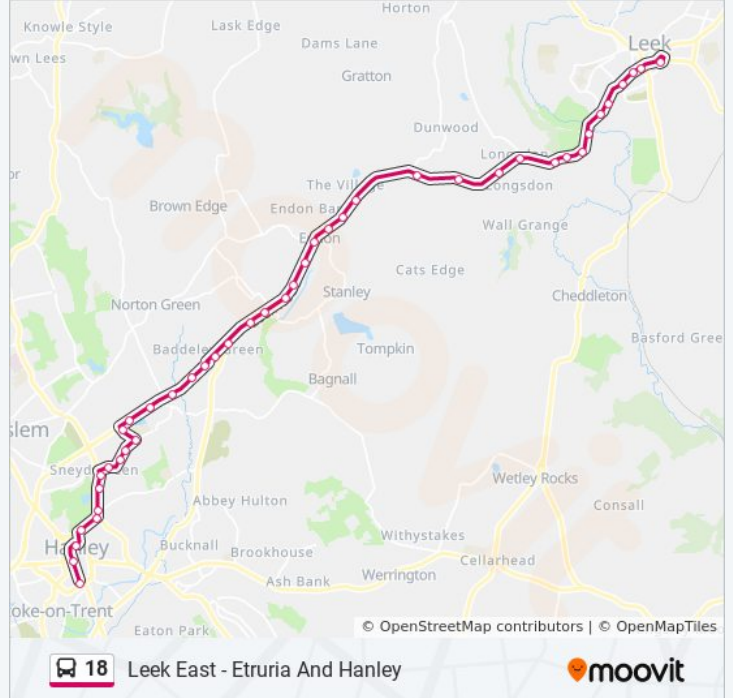 Horton
Knowle Style
Lask Edge
Leek
Dams Lane
wn Lees
Gratton
Dunwood
Longsdon
or
The Village
Longsdon
Brown Edge
Endon Ban
Wall Grange
Endon
Cats Edge
Stanley
Cheddleton
Norton Green
Basford Gree
Baddeley Green
Tompkin
Bagnall
slem
Sneyd Green
Wetley Rocks
Abbey Hulton
Consall
Withystakes
Hanley
Bucknall
Brookhouse
Cellarhead
Werrington
Ash Bank
toke-on-Trent
Eaton Park
© OpenStreetMap contributors | © OpenMapTiles
18 Leek East - Etruria And Hanley
moovit